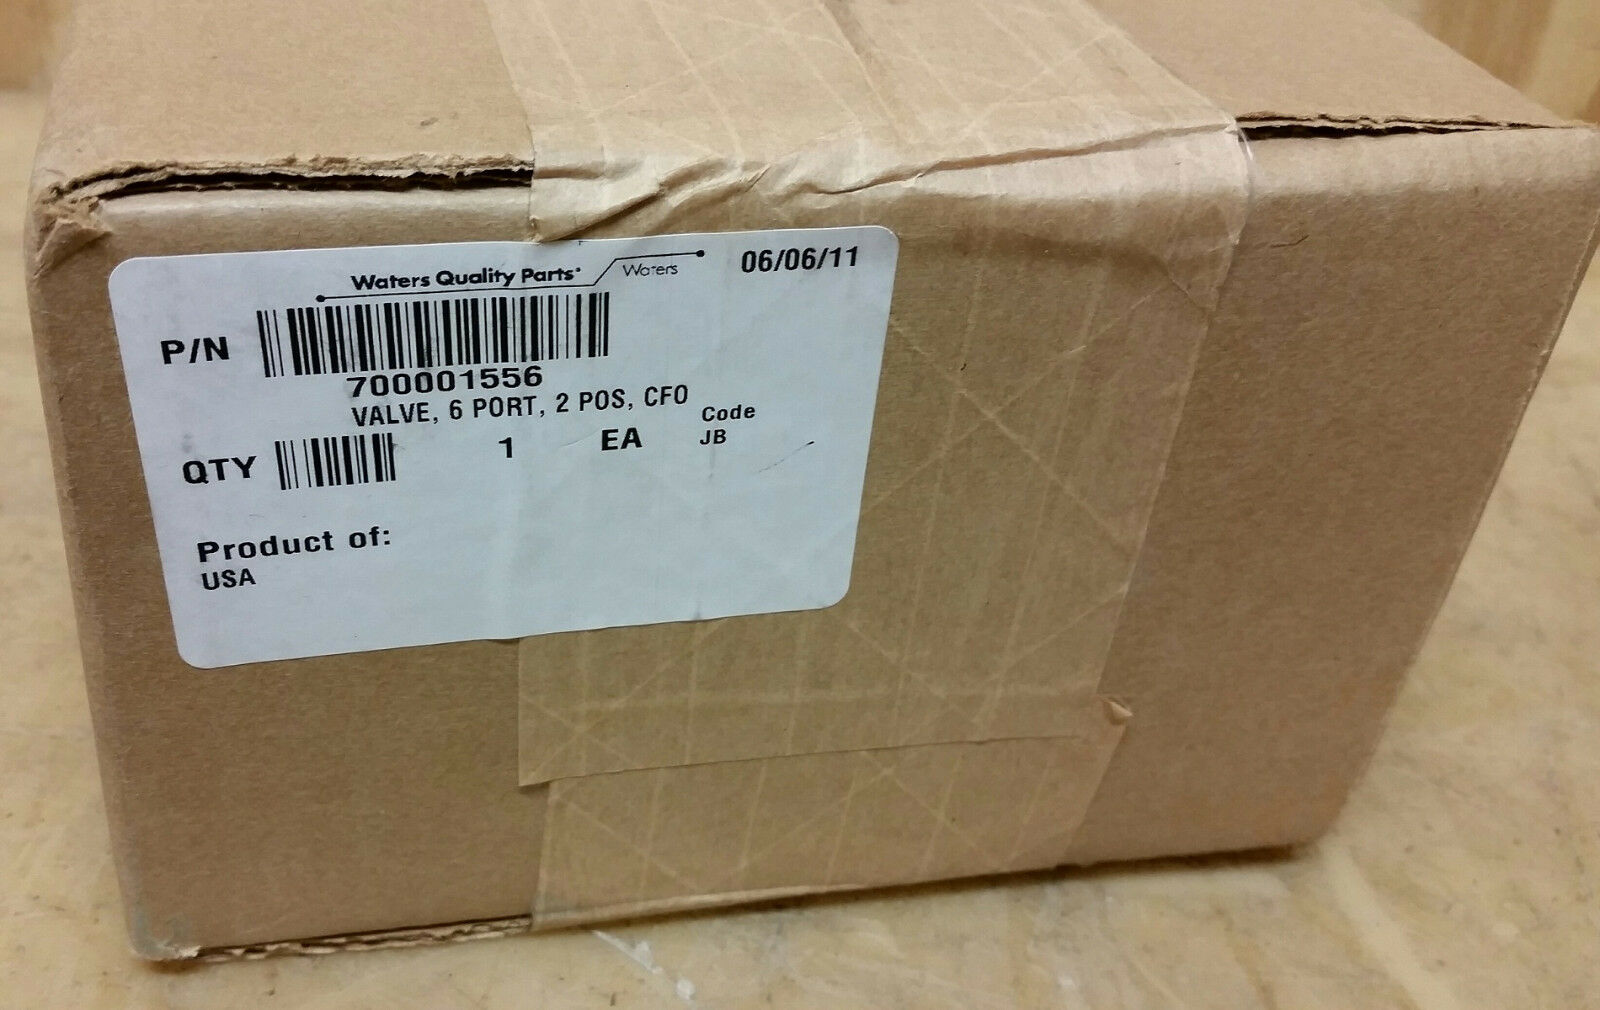 Waters Quality Parts
Waters
06/06/11
P/N
700001556
VALVE, 6 PORT, 2 POS, CFO
Code
QTY 1 EA JB
Product of:
USA